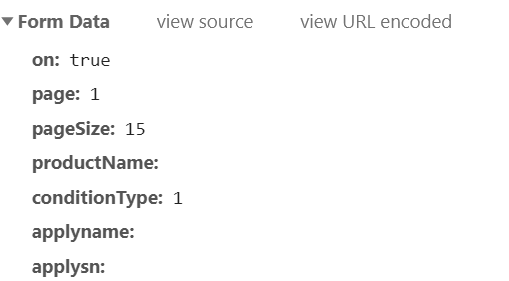 Form Data view source view URL encoded
on: true
page: 1
pageSize: 15
productName:
conditionType: 1
applyname:
applysn: